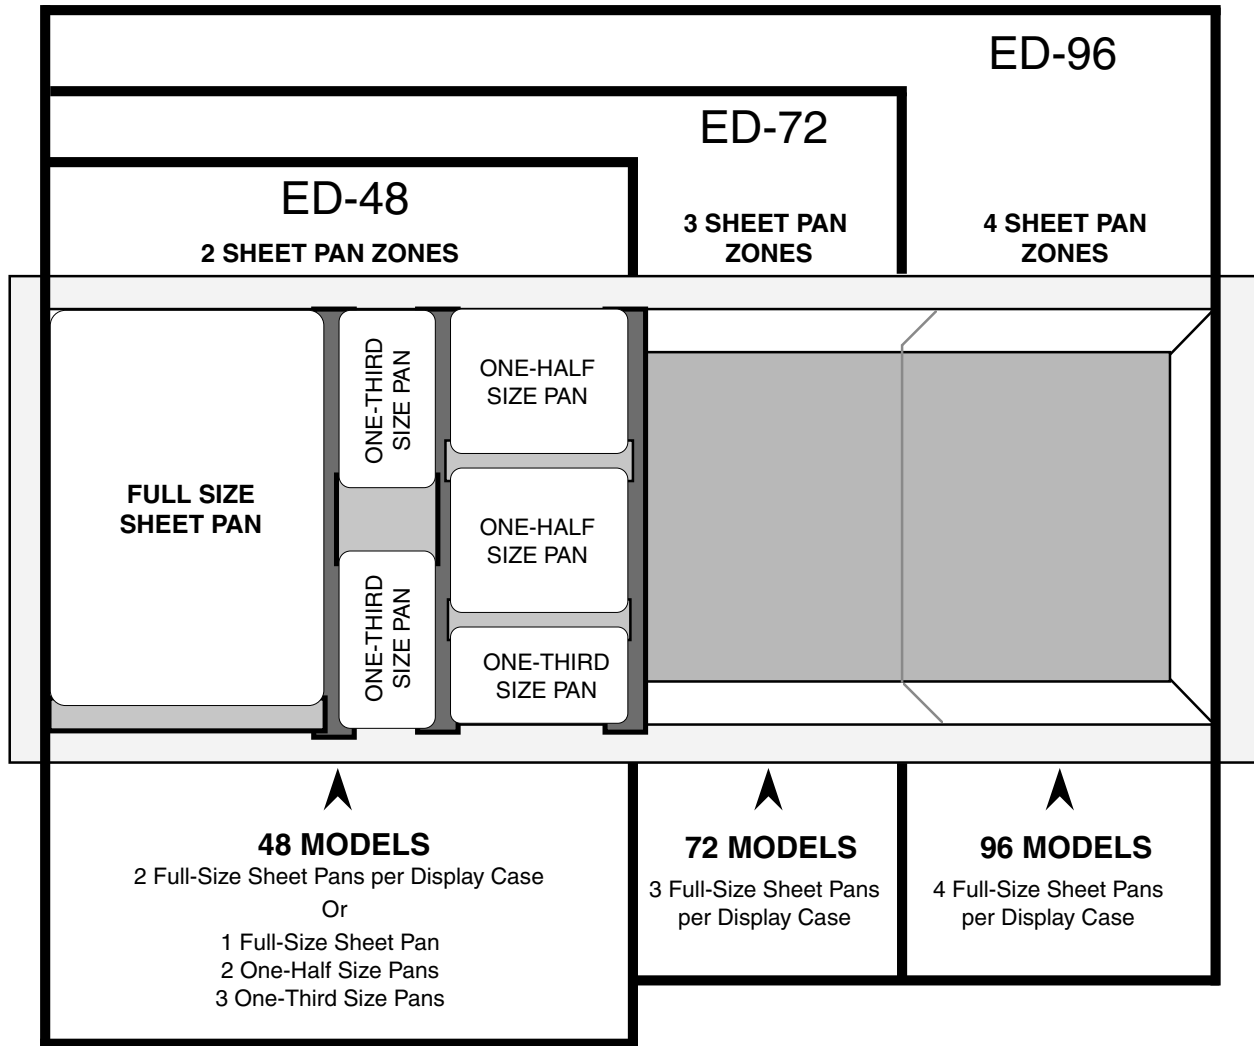 ED-96
ED-72
ED-48
2 SHEET PAN ZONES
3 SHEET PAN
ZONES
4 SHEET PAN
ZONES
FULL SIZE
SHEET PAN
ONE-THIRD
SIZE PAN
ONE-THIRD
SIZE PAN
ONE-HALF
SIZE PAN
ONE-HALF
SIZE PAN
ONE-THIRD
SIZE PAN
48 MODELS
2 Full-Size Sheet Pans per Display Case
Or
1 Full-Size Sheet Pan
2 One-Half Size Pans
3 One-Third Size Pans
72 MODELS
3 Full-Size Sheet Pans
per Display Case
96 MODELS
4 Full-Size Sheet Pans
per Display Case